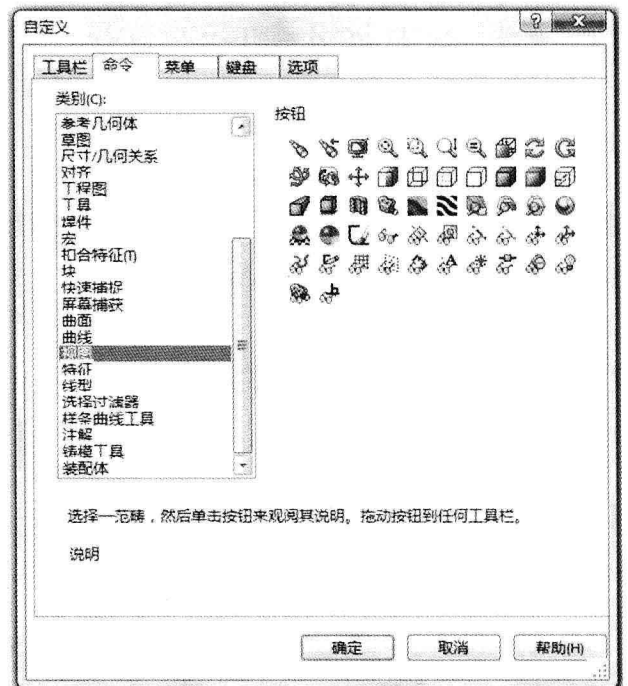 自定义
工具栏 命令 菜单 键盘 选项
类别(C):
按钮
参考几何体
草图
尺寸/几何关系
对齐
工程图
工具
焊件
宏
扣合特征(T)
块
快速捕捉
屏幕捕获
曲面
曲线
视图
特征
线型
选择过滤器
样条曲线工具
注解
铸模工具
装配体
选择一范畴，然后单击按钮来观阅其说明。拖动按钮到任何工具栏。
说明
确定 取消 帮助(H)